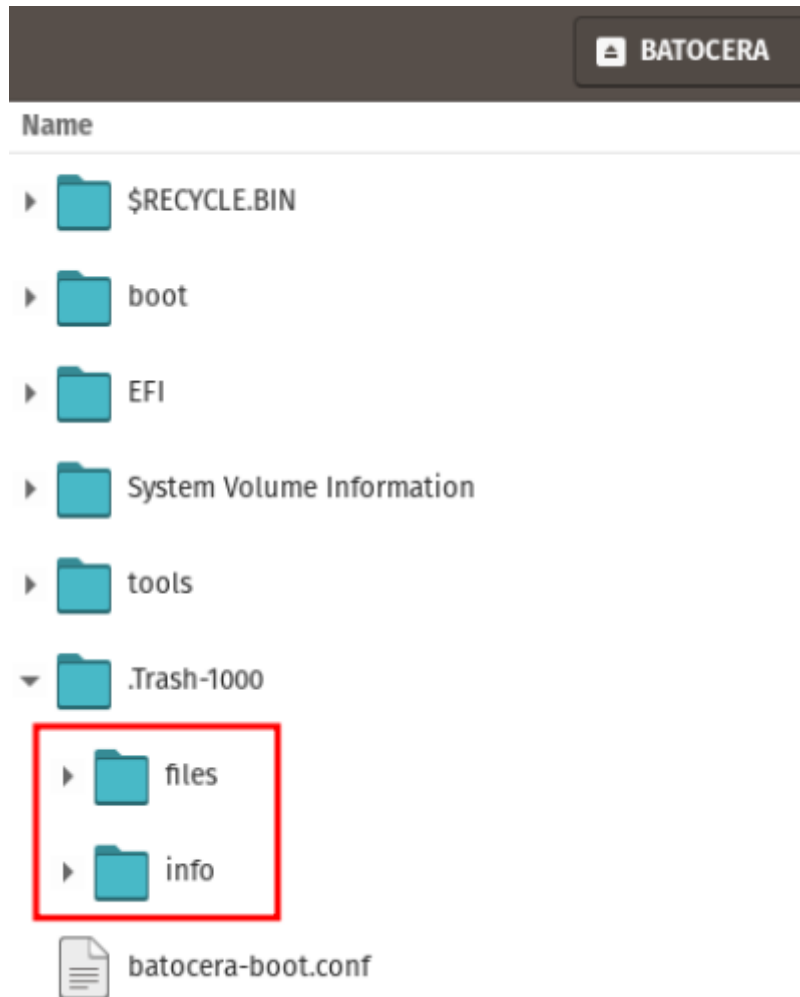 BATOCERA
Name
$RECYCLE.BIN
boot
EFI
System Volume Information
tools
.Trash-1000
files
info
batocera-boot.conf